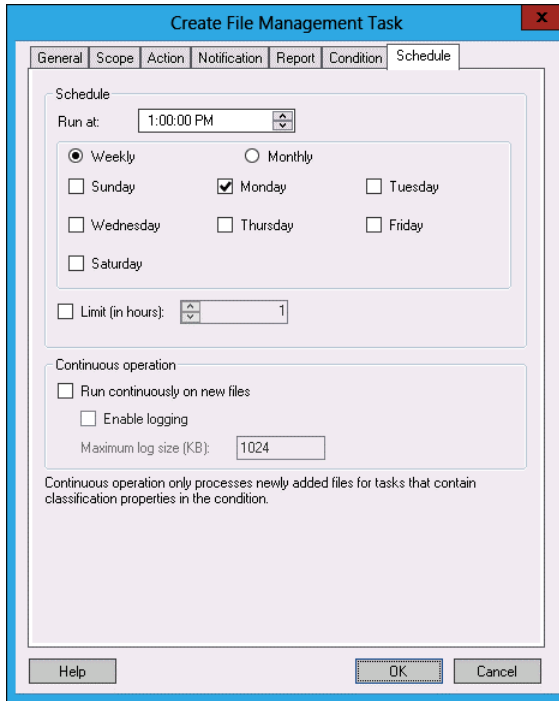 Create File Management Task
x
General Scope Action Notification Report Condition Schedule
Schedule
Run at: 1:00:00 PM
Weekly Monthly
Sunday Monday Tuesday
Wednesday Thursday Friday
Saturday
Limit (in hours): 1
Continuous operation
Run continuously on new files
Enable logging
Maximum log size (KB): 1024
Continuous operation only processes newly added files for tasks that contain
classification properties in the condition.
Help OK Cancel